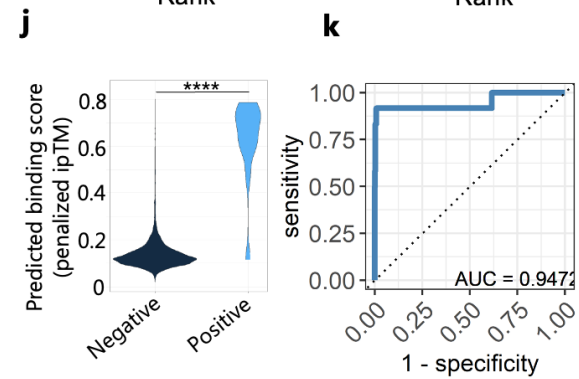 Rank
Rank
j
k
****
Predicted binding score
(penalized ipTM)
0.8
0.6
0.4
0.2
0
Negative
Positive
sensitivity
1.00
0.75
0.50
0.25
0.00
AUC = 0.9472
0.00
0.25
0.50
0.75
1.00
1 - specificity